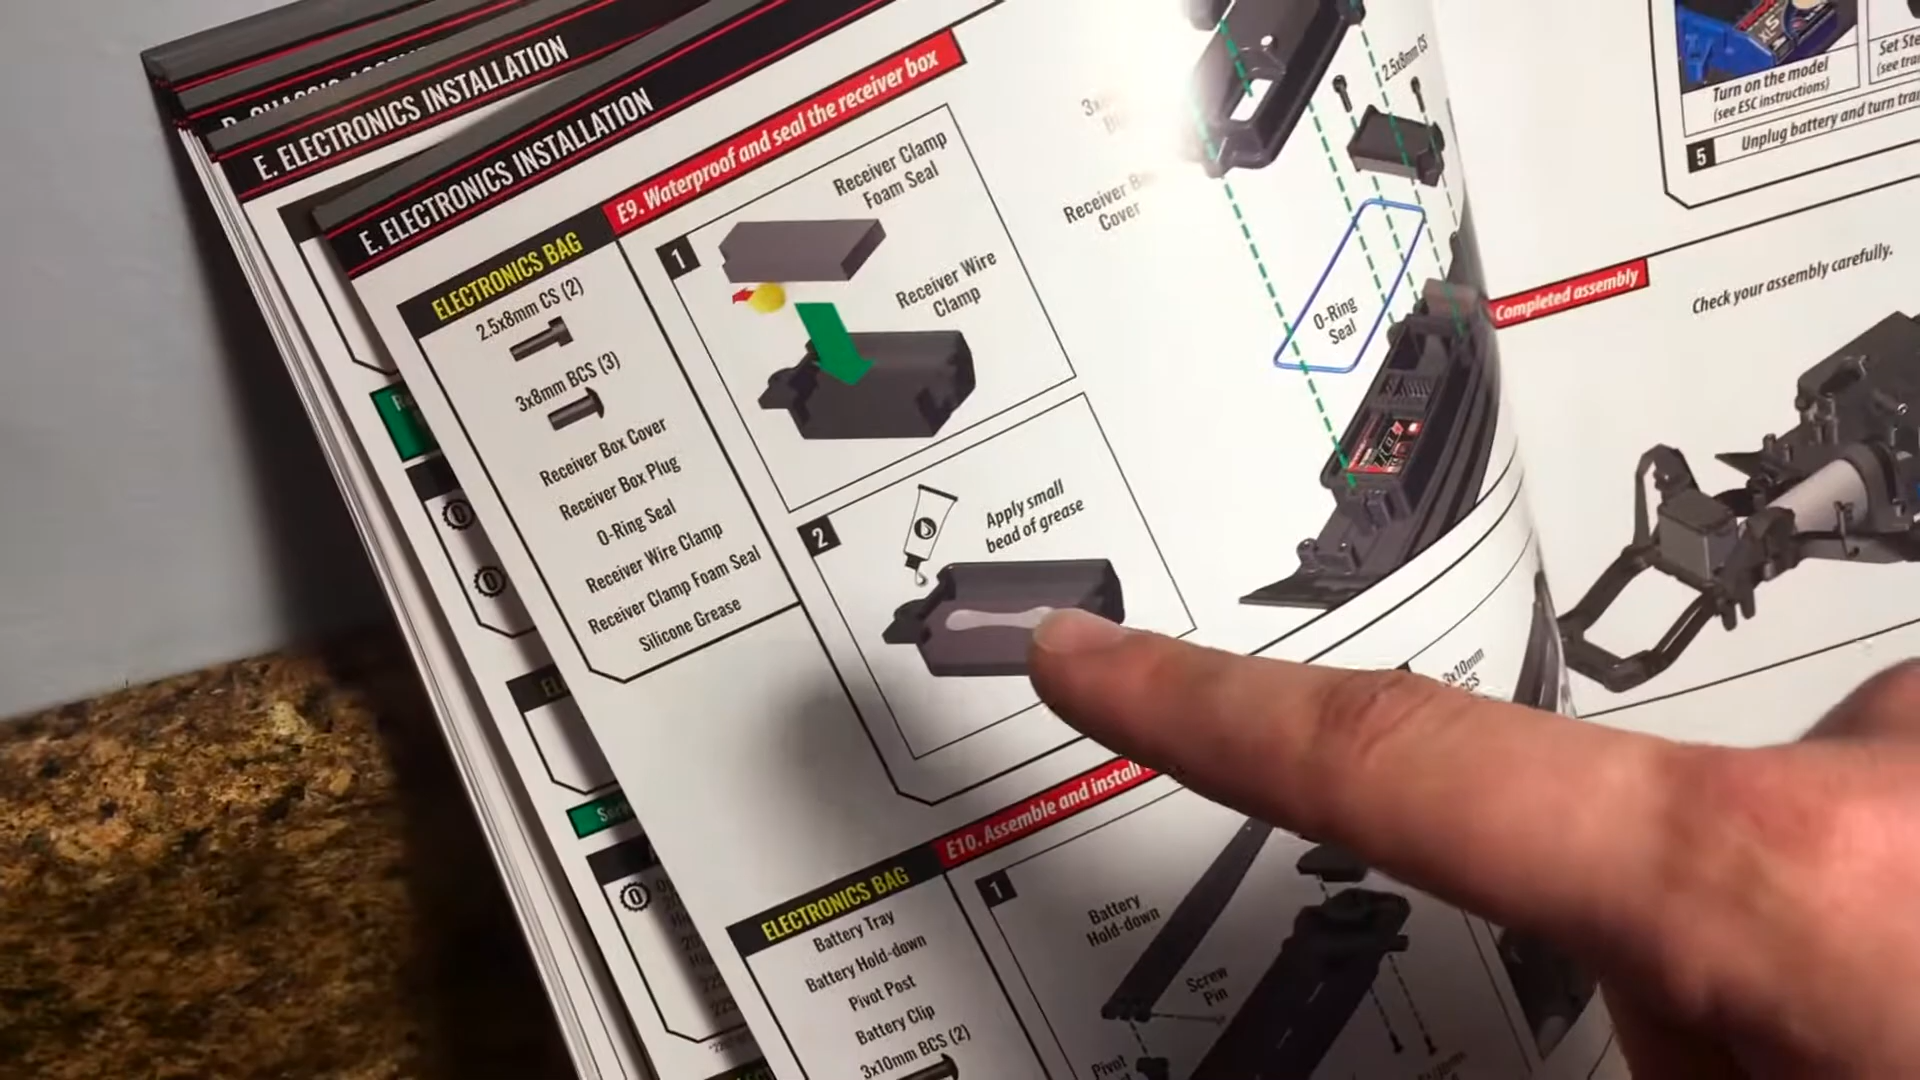 E. ELECTRONICS INSTALLATION
E. ELECTRONICS INSTALLATION
E9. Waterproof and seal the receiver box
ELECTRONICS BAG
2.5x8mm CS (2)
3x8mm BCS (3)
Receiver Box Cover
Receiver Box Plug
O-Ring Seal
Receiver Wire Clamp
Receiver Clamp Foam Seal
Silicone Grease
1
Receiver Clamp
Foam Seal
Receiver Wire
Clamp
2
Apply small
bead of grease
2.5x8mm CS
Receiver
Cover
O-Ring
Seal
3x10mm
E10. Assemble and install
ELECTRONICS BAG
Battery Tray
Battery Hold-down
Pivot Post
Battery Clip
3x10mm BCS (2)
1
Battery
Hold-down
Screw
Pin
Pivot
XL5
Turn on the model
(see ESC instructions)
Set
(see
5
Unplug battery and turn
Completed assembly
Check your assembly carefully.